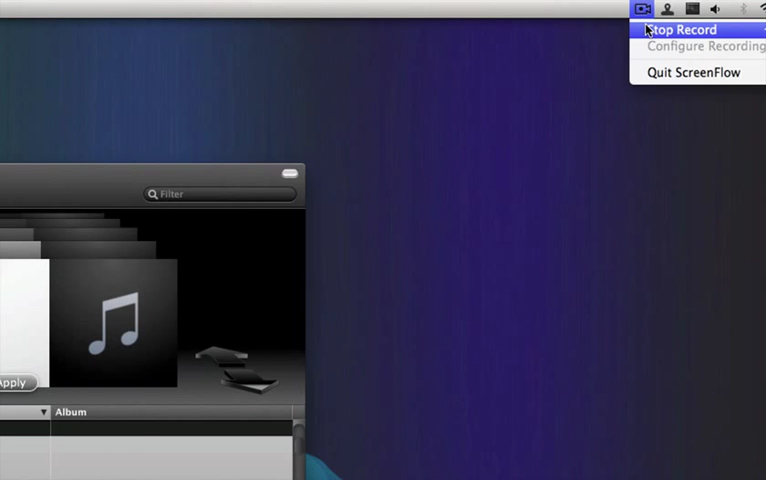 Stop Record
Configure Recording
Quit ScreenFlow
Filter
Apply
Album